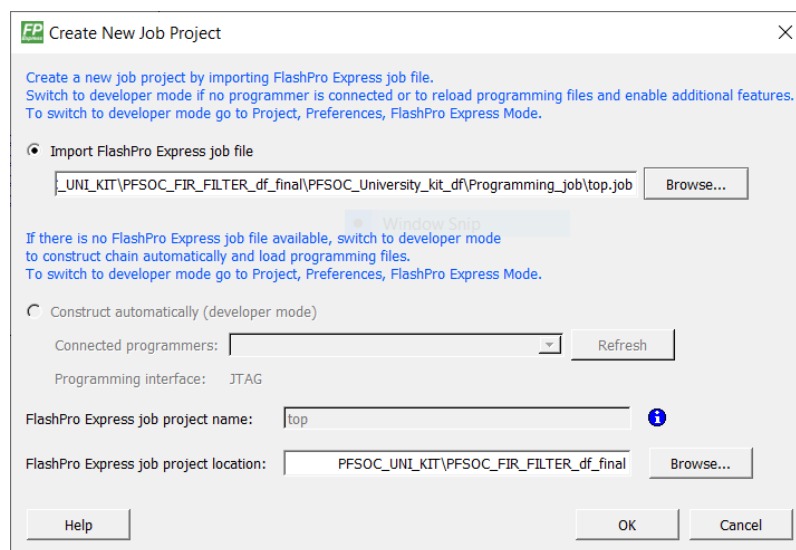 FP
Express
Create New Job Project
Create a new job project by importing FlashPro Express job file.
Switch to developer mode if no programmer is connected or to reload programming files and enable additional features.
To switch to developer mode go to Project, Preferences, FlashPro Express Mode.
Import FlashPro Express job file
:_UNI_KIT\PFSOC_FIR_FILTER_df_final\PFSOC_University_kit_df\Programming_job\top.job
Browse...
Window Snip
If there is no FlashPro Express job file available, switch to developer mode
to construct chain automatically and load programming files.
To switch to developer mode go to Project, Preferences, FlashPro Express Mode.
Construct automatically (developer mode)
Connected programmers:
Refresh
Programming interface: JTAG
FlashPro Express job project name: top
FlashPro Express job project location: PFSOC_UNI_KIT\PFSOC_FIR_FILTER_df_final Browse...
Help OK Cancel